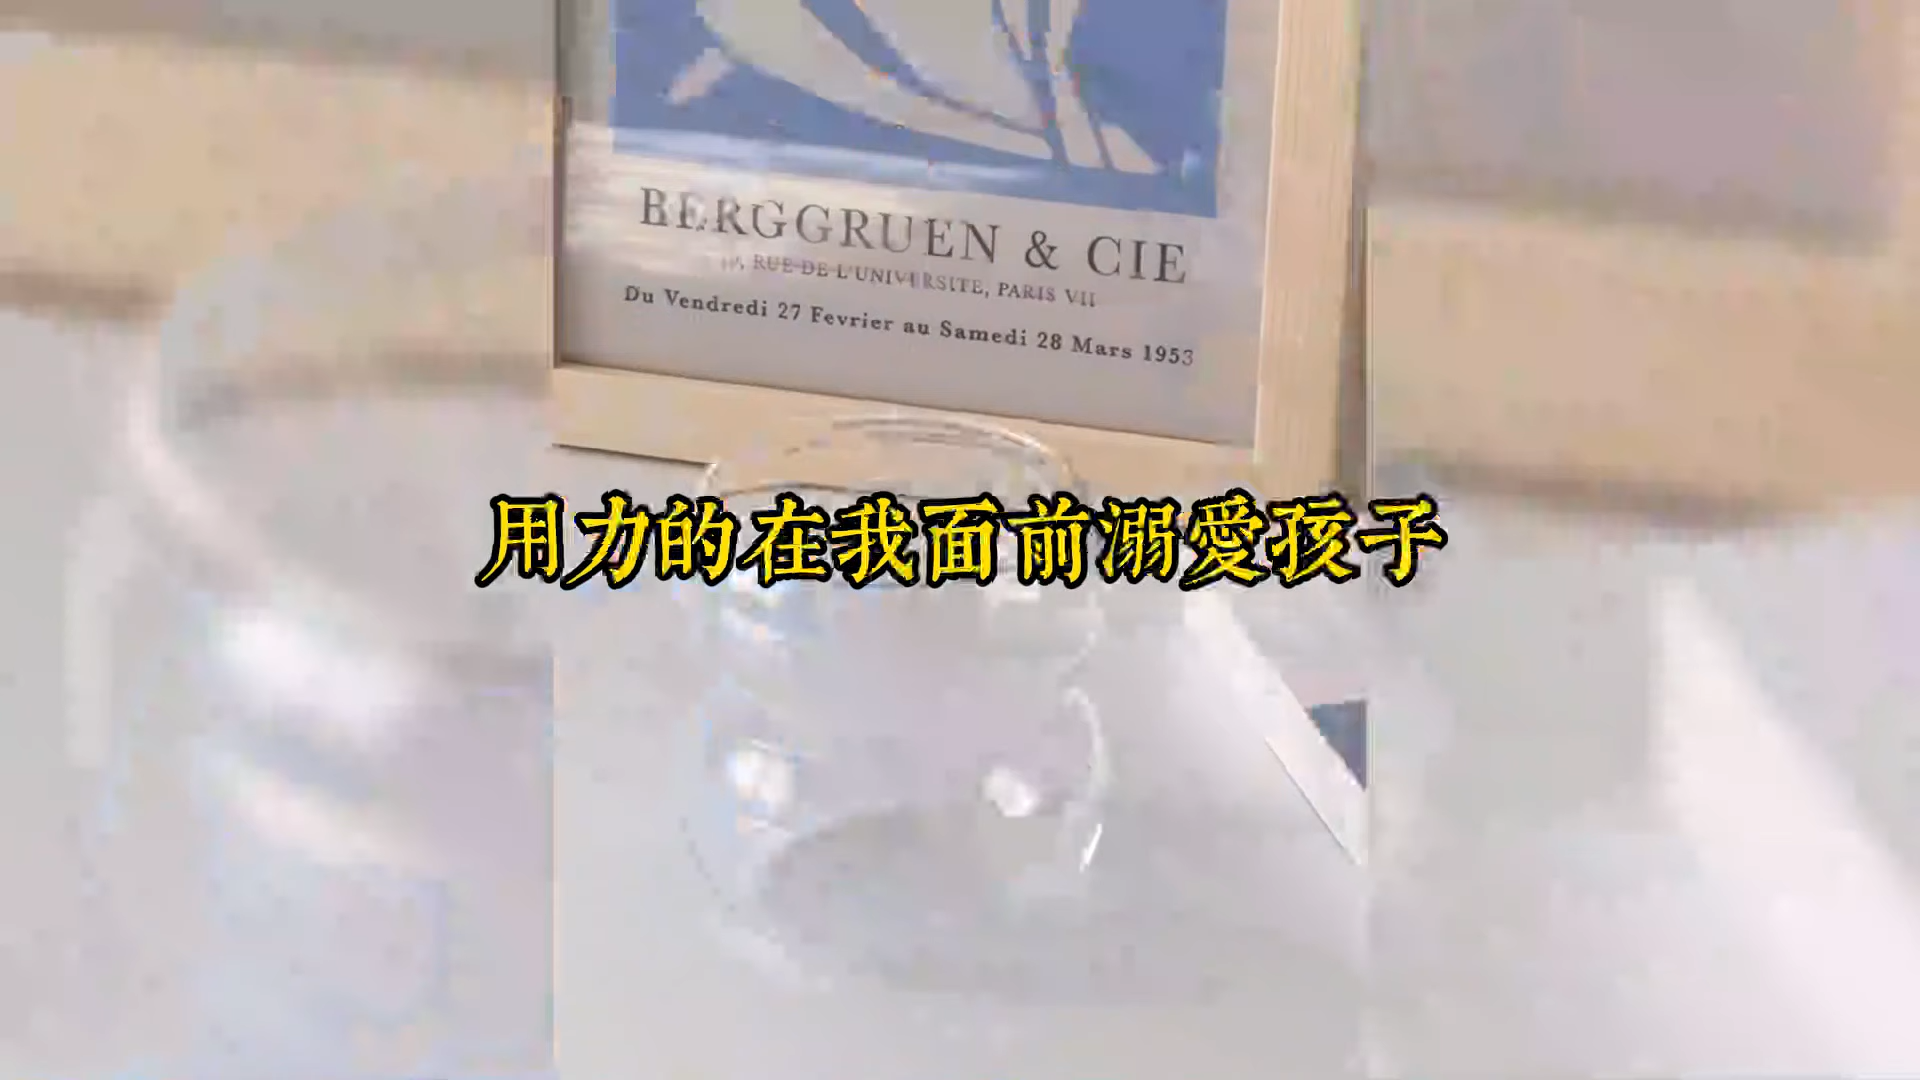 BERGGRUEN & CIE
RUE DE L'UNIVERSITE, PARIS VII
Du Vendredi 27 Fevrier au Samedi 28 Mars 1953
用力的在我面前溺愛孩子